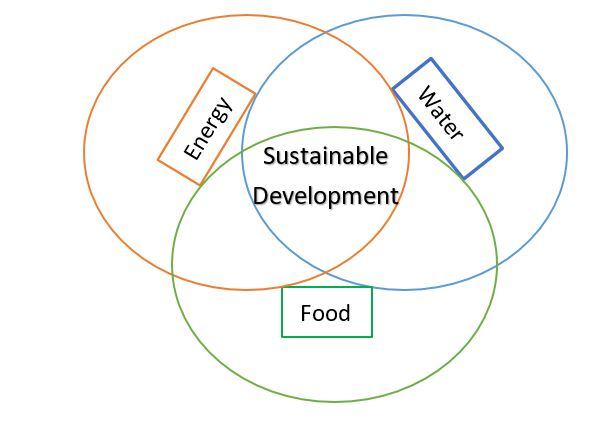 Energy
Water
Sustainable
Development
Food